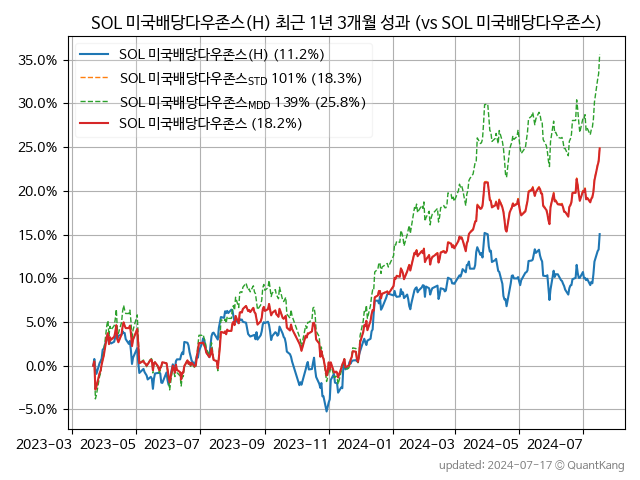 SOL 미국배당다우존스(H) 최근 1년 3개월 성과 (vs SOL 미국배당다우존스)
SOL 미국배당다우존스(H) (11.2%)
SOL 미국배당다우존스STD 101% (18.3%)
SOL 미국배당다우존스MDD 139% (25.8%)
SOL 미국배당다우존스 (18.2%)
35.0%
30.0%
25.0%
20.0%
15.0%
10.0%
5.0%
0.0%
−5.0%
2023−03 2023−05 2023−07 2023−09 2023−11 2024−01 2024−03 2024−05 2024−07
updated: 2024-07-17 © QuantKang